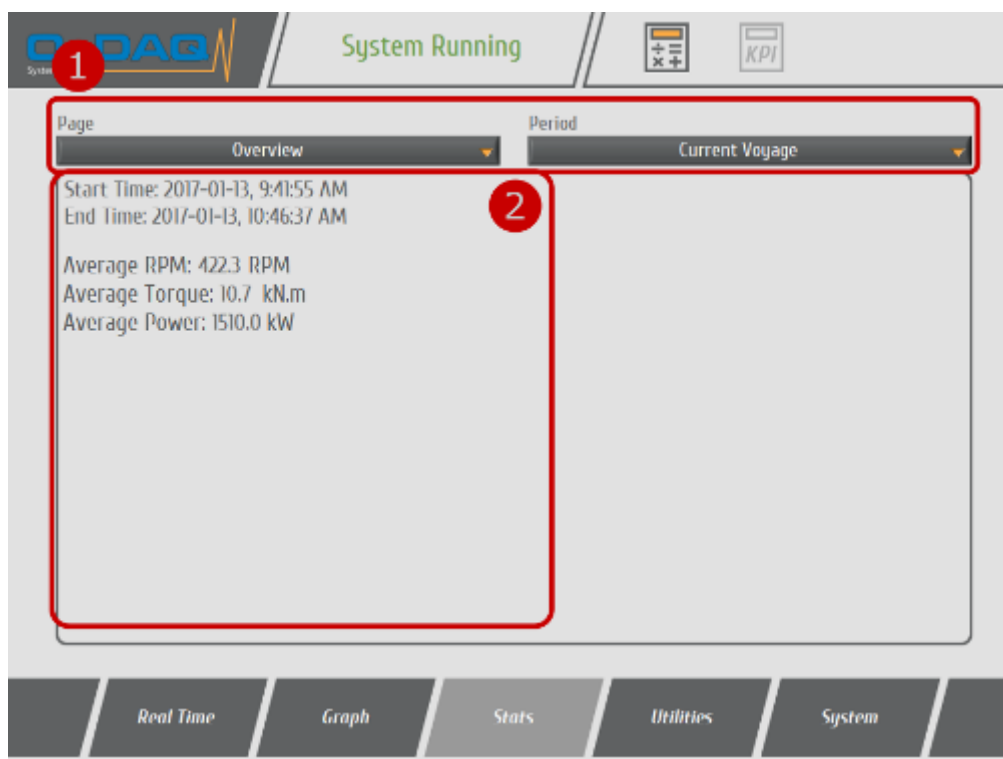 1
System Running
KPI
Page
Period
Overview
Current Voyage
2
Start Time: 2017-01-13, 9:41:55 AM
End Time: 2017-01-13, 10:46:37 AM
Average RPM: 422.3 RPM
Average Torque: 10.7 kN.m
Average Power: 1510.0 kW
Real Time
Graph
Stats
Utilities
System